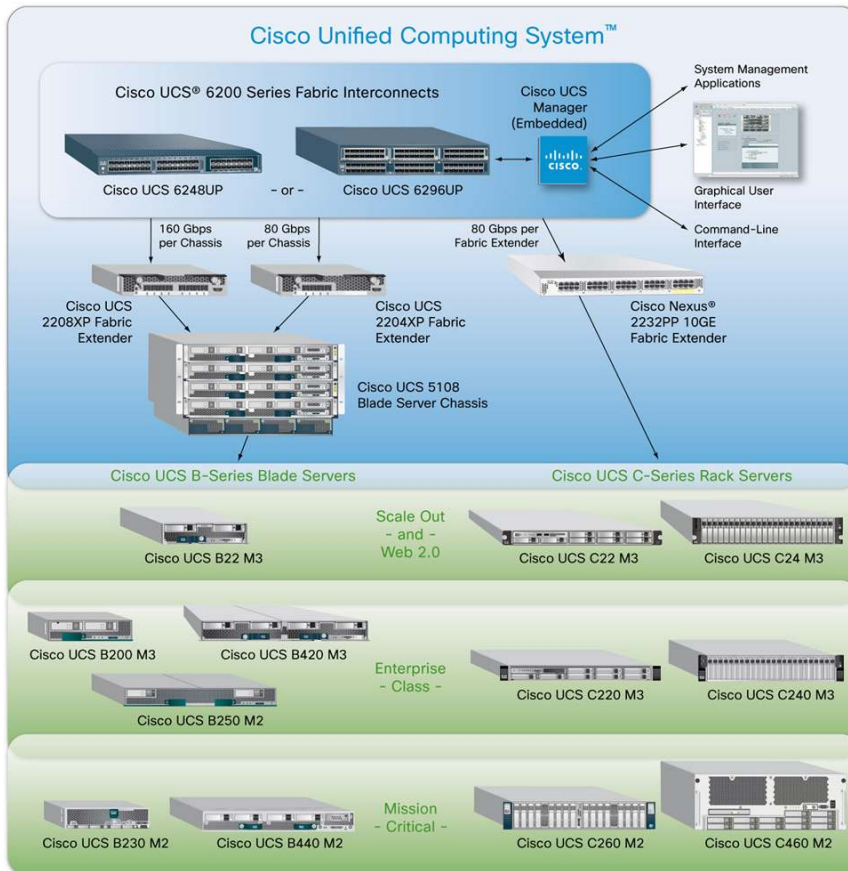 Cisco Unified Computing System™
Cisco UCS® 6200 Series Fabric Interconnects
Cisco UCS
Manager
(Embedded)
CISCO.
System Management
Applications
Graphical User
Interface
Command-Line
Interface
Cisco UCS 6248UP
- or -
Cisco UCS 6296UP
160 Gbps
per Chassis
80 Gbps
per Chassis
80 Gbps per
Fabric Extender
Cisco UCS
2208XP Fabric
Extender
Cisco UCS
2204XP Fabric
Extender
Cisco Nexus®
2232PP 10GE
Fabric Extender
Cisco UCS 5108
Blade Server Chassis
Cisco UCS B-Series Blade Servers
Cisco UCS C-Series Rack Servers
Scale Out
- and -
Web 2.0
Cisco UCS B22 M3
Cisco UCS C22 M3
Cisco UCS C24 M3
Cisco UCS B200 M3
Cisco UCS B420 M3
Cisco UCS B250 M2
Enterprise
- Class -
Cisco UCS C220 M3
Cisco UCS C240 M3
Mission
- Critical -
Cisco UCS B230 M2
Cisco UCS B440 M2
Cisco UCS C260 M2
Cisco UCS C460 M2